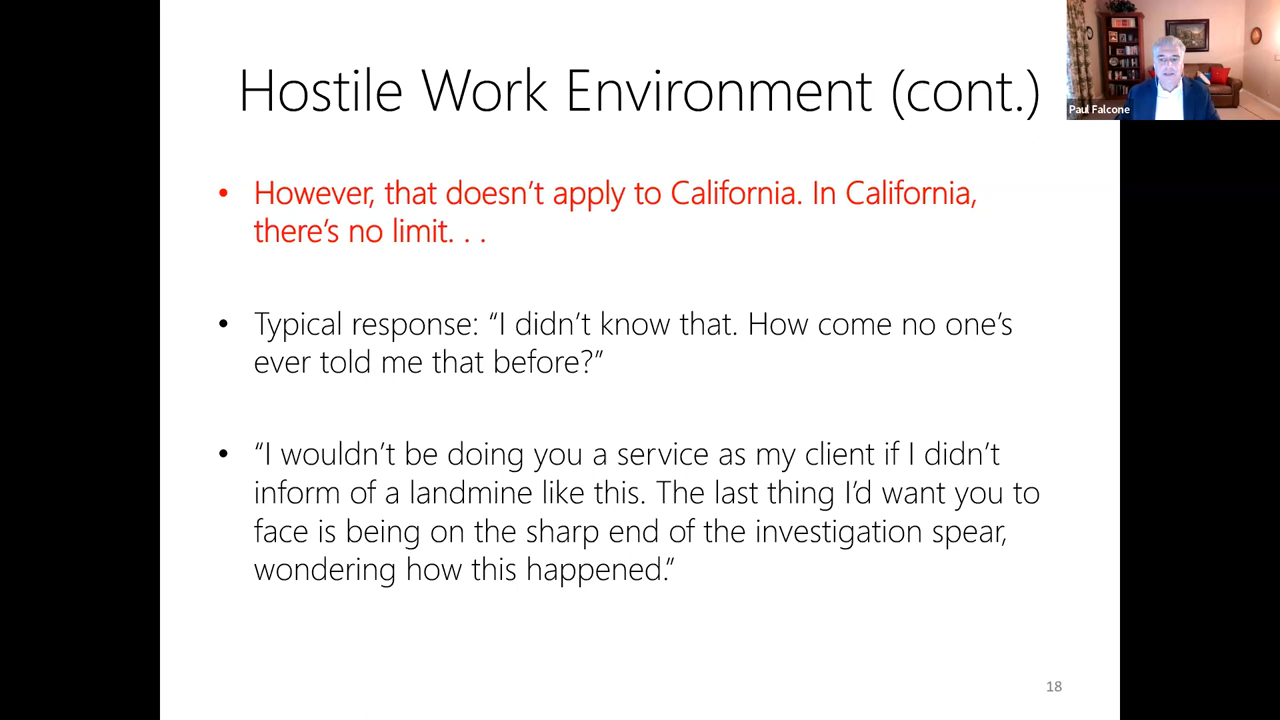 Hostile Work Environment (cont.)
Paul Falcone
• However, that doesn't apply to California. In California,
there's no limit. . .
• Typical response: “I didn't know that. How come no one's
ever told me that before?”
• “I wouldn't be doing you a service as my client if I didn't
inform of a landmine like this. The last thing I'd want you to
face is being on the sharp end of the investigation spear,
wondering how this happened.”
18